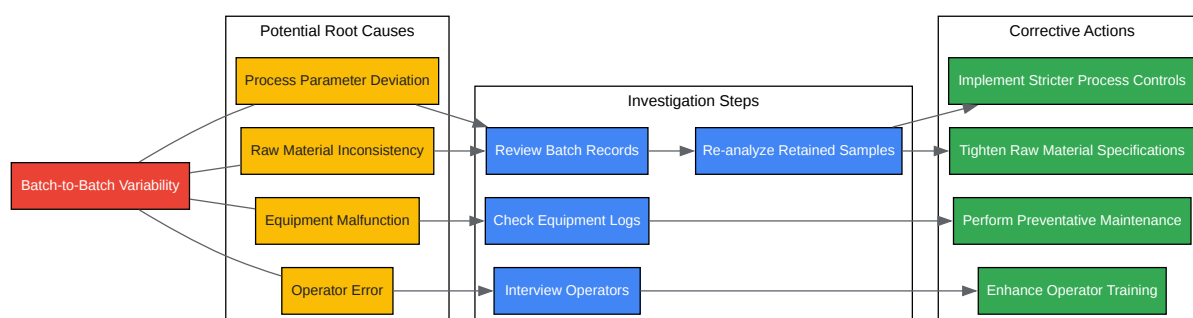 Potential Root Causes
Corrective Actions
Process Parameter Deviation
Implement Stricter Process Controls
Investigation Steps
Raw Material Inconsistency
Review Batch Records
Re-analyze Retained Samples
Tighten Raw Material Specifications
Batch-to-Batch Variability
Equipment Malfunction
Check Equipment Logs
Perform Preventative Maintenance
Operator Error
Interview Operators
Enhance Operator Training